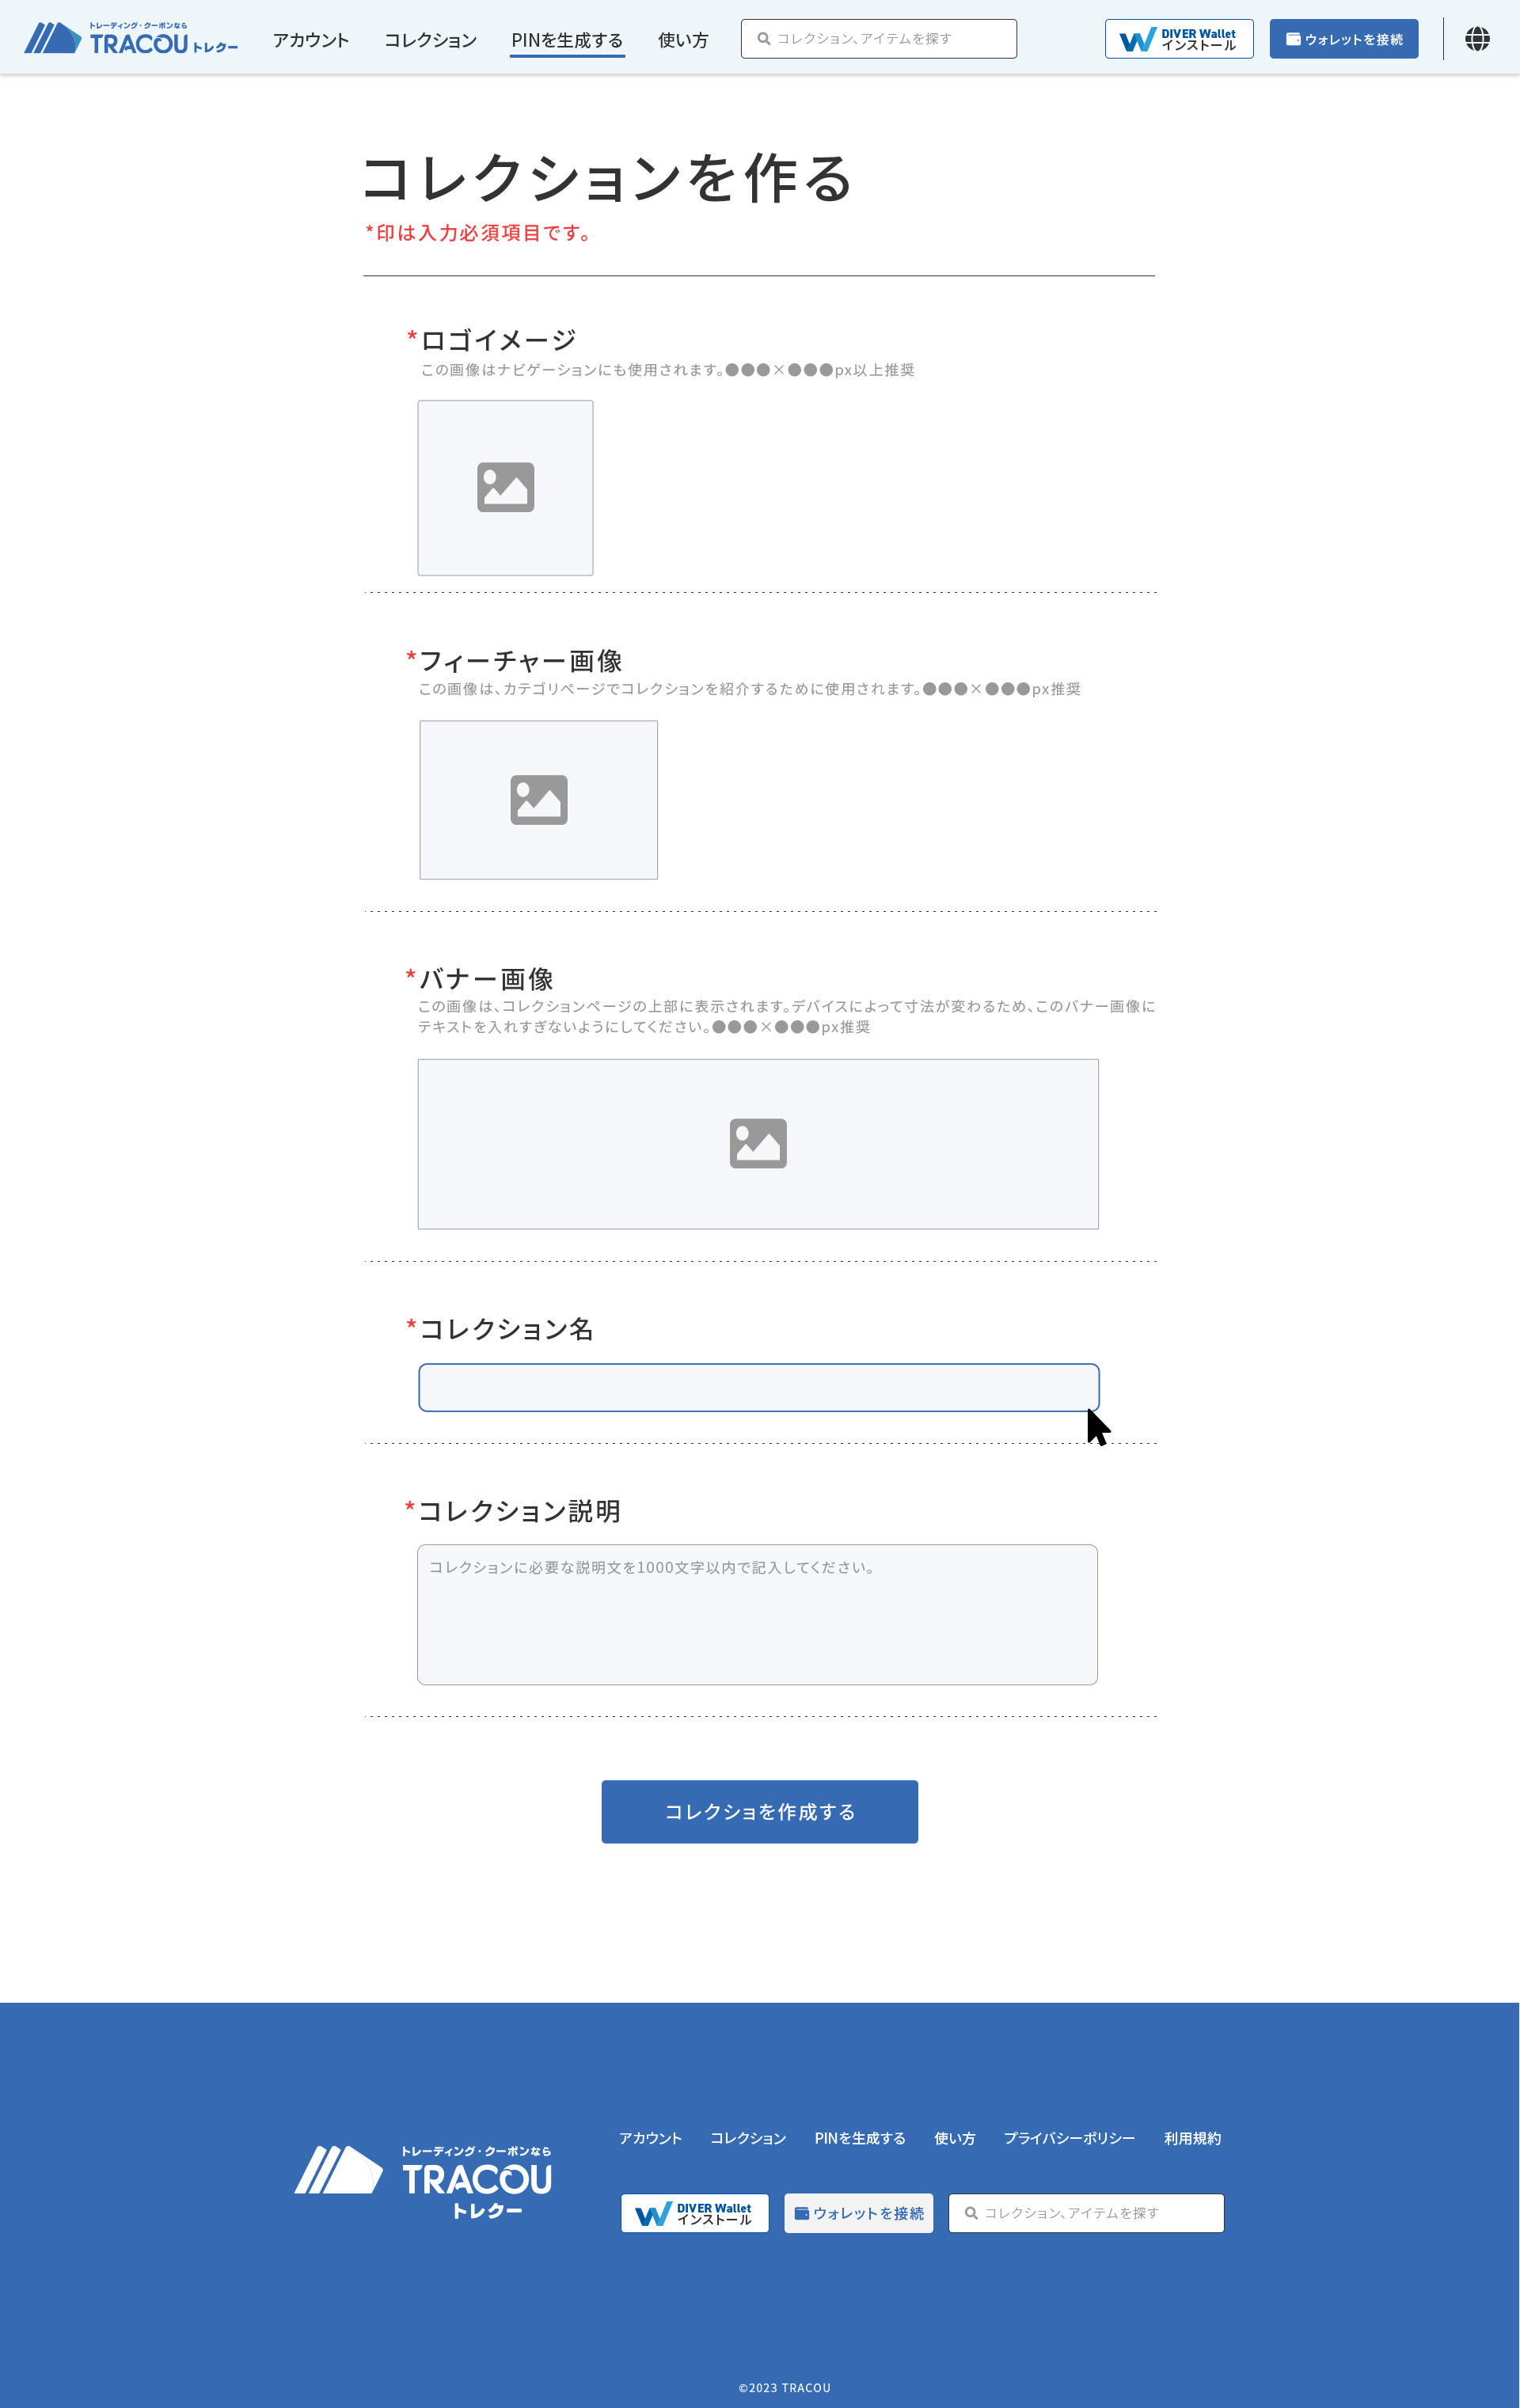 トレーディング・クーポンなら
TRACOU トレクー
アカウント
コレクション
PINを生成する
使い方
コレクション、アイテムを探す
DIVER Wallet
インストール
ウォレットを接続
コレクションを作る
*印は入力必須項目です。
*ロゴイメージ
この画像はナビゲーションにも使用されます。●●●×●●●px以上推奨
*フィーチャー画像
この画像は、カテゴリページでコレクションを紹介するために使用されます。●●●×●●●px推奨
*バナー画像
この画像は、コレクションページの上部に表示されます。デバイスによって寸法が変わるため、このバナー画像に
テキストを入れすぎないようにしてください。●●●×●●●px推奨
*コレクション名
*コレクション説明
コレクションに必要な説明文を1000文字以内で記入してください。
コレクショを作成する
トレーディング・クーポンなら
TRACOU
トレクー
アカウント
コレクション
PINを生成する
使い方
プライバシーポリシー
利用規約
DIVER Wallet
インストール
ウォレットを接続
コレクション、アイテムを探す
©2023 TRACOU